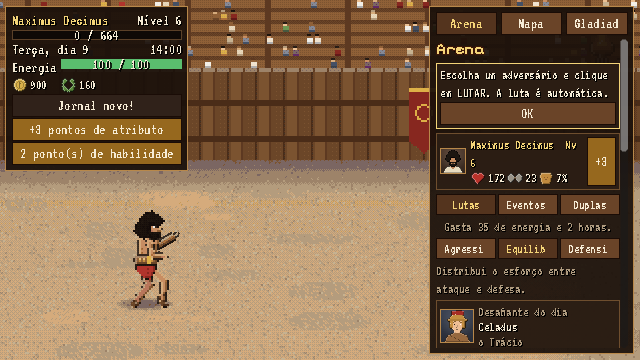 Maximus Decimus Nível 6
0 / 664
Terça, dia 9 14:00
Energia 100 / 100
900 160
Jornal novo!
+3 pontos de atributo
2 ponto(s) de habilidade
Arena Mapa Gladiad
Arena
Escolha um adversário e clique
em LUTAR. A luta é automática.
OK
Maximus Decimus Nv
6
172 23 7%
+3
Lutas Eventos Duplas
Gasta 35 de energia e 2 horas.
Agressi Equilib Defensi
Distribui o esforço entre
ataque e defesa.
Desafiante do dia
Celadus
o Trácio